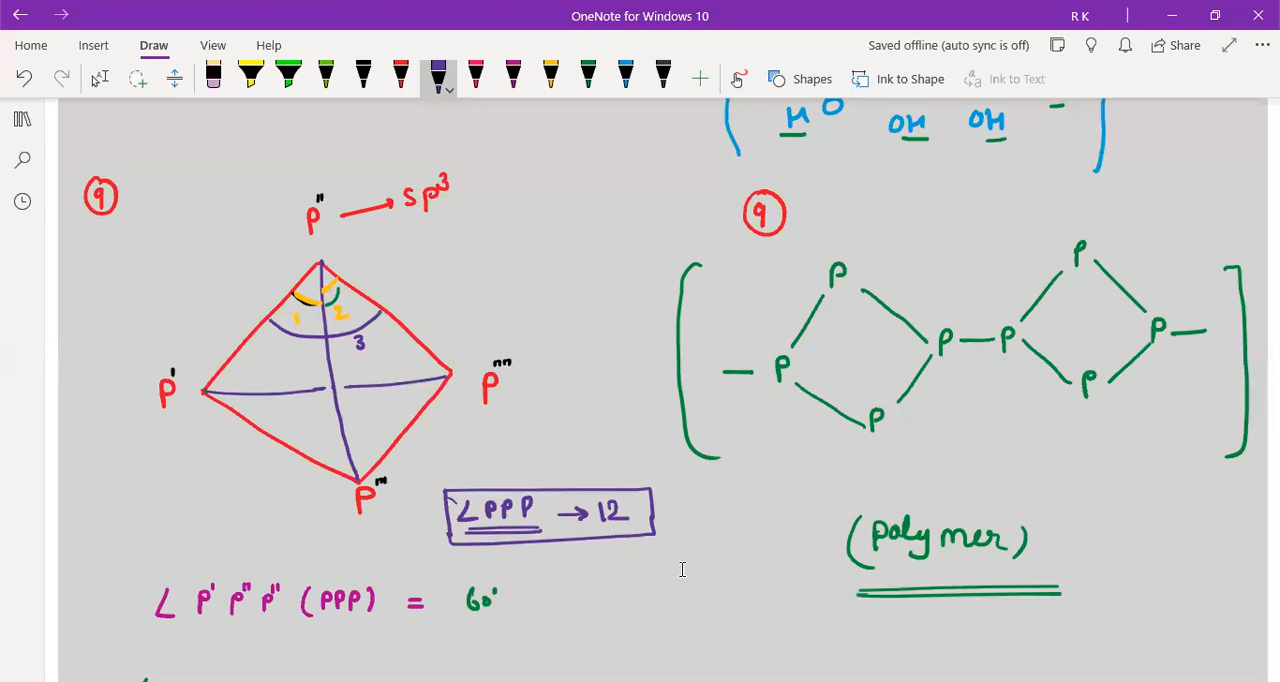 OneNote for Windows 10
R K
Home Insert Draw View Help
Saved offline (auto sync is off)
Share
Shapes
Ink to Shape
Ink to Text
H O OH OH
9
P" → sp³
1 2
3
P'
P""
P"'
∠PPP → 12
∠ P' P" P" (PPP) = 60°
9
P P
P P — P P
P P
(polymer)